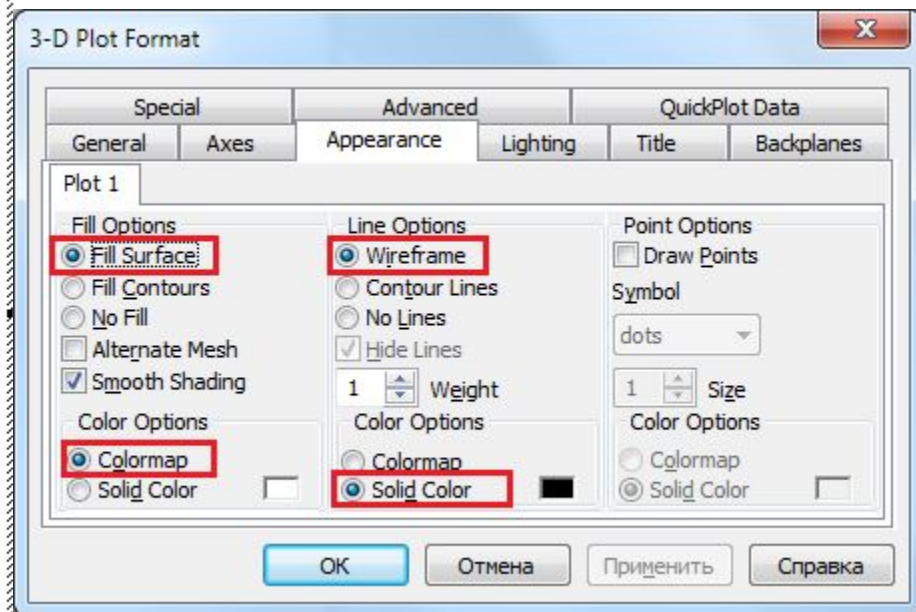 3-D Plot Format
Special Advanced QuickPlot Data
General Axes Appearance Lighting Title Backplanes
Plot 1
Fill Options
Fill Surface
Fill Contours
No Fill
Alternate Mesh
Smooth Shading
Color Options
Colormap
Solid Color
Line Options
Wireframe
Contour Lines
No Lines
Hide Lines
1 Weight
Color Options
Colormap
Solid Color
Point Options
Draw Points
Symbol
dots
1 Size
Color Options
Colormap
Solid Color
ОК Отмена Применить Справка